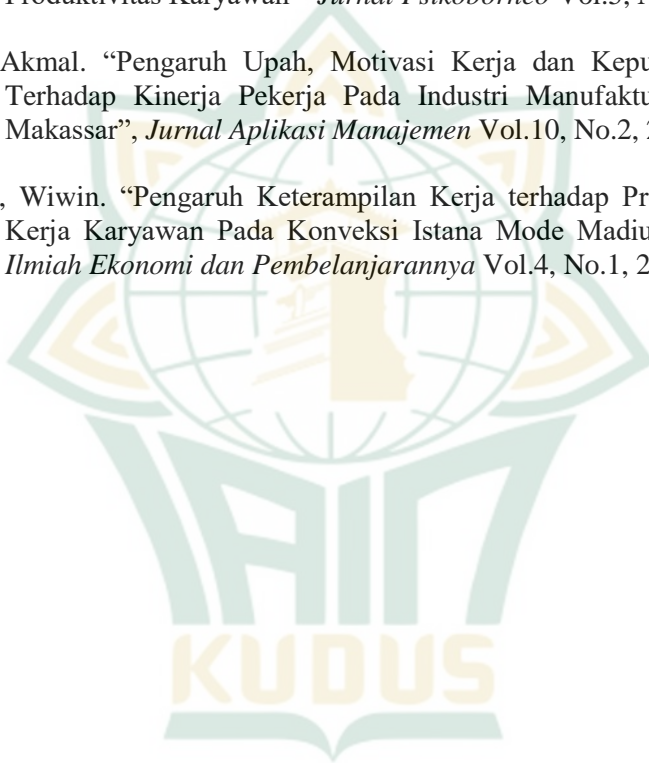 Produktivitas Karyawan" Jurnal Psikoborneo Vol.5, N
Akmal. “Pengaruh Upah, Motivasi Kerja dan Kepu
Terhadap Kinerja Pekerja Pada Industri Manufaktu
Makassar”, Jurnal Aplikasi Manajemen Vol.10, No.2, 2
, Wiwin. “Pengaruh Keterampilan Kerja terhadap Pr
Kerja Karyawan Pada Konveksi Istana Mode Madiu
Ilmiah Ekonomi dan Pembelanjarannya Vol.4, No.1, 2
IAIN
KUDUS